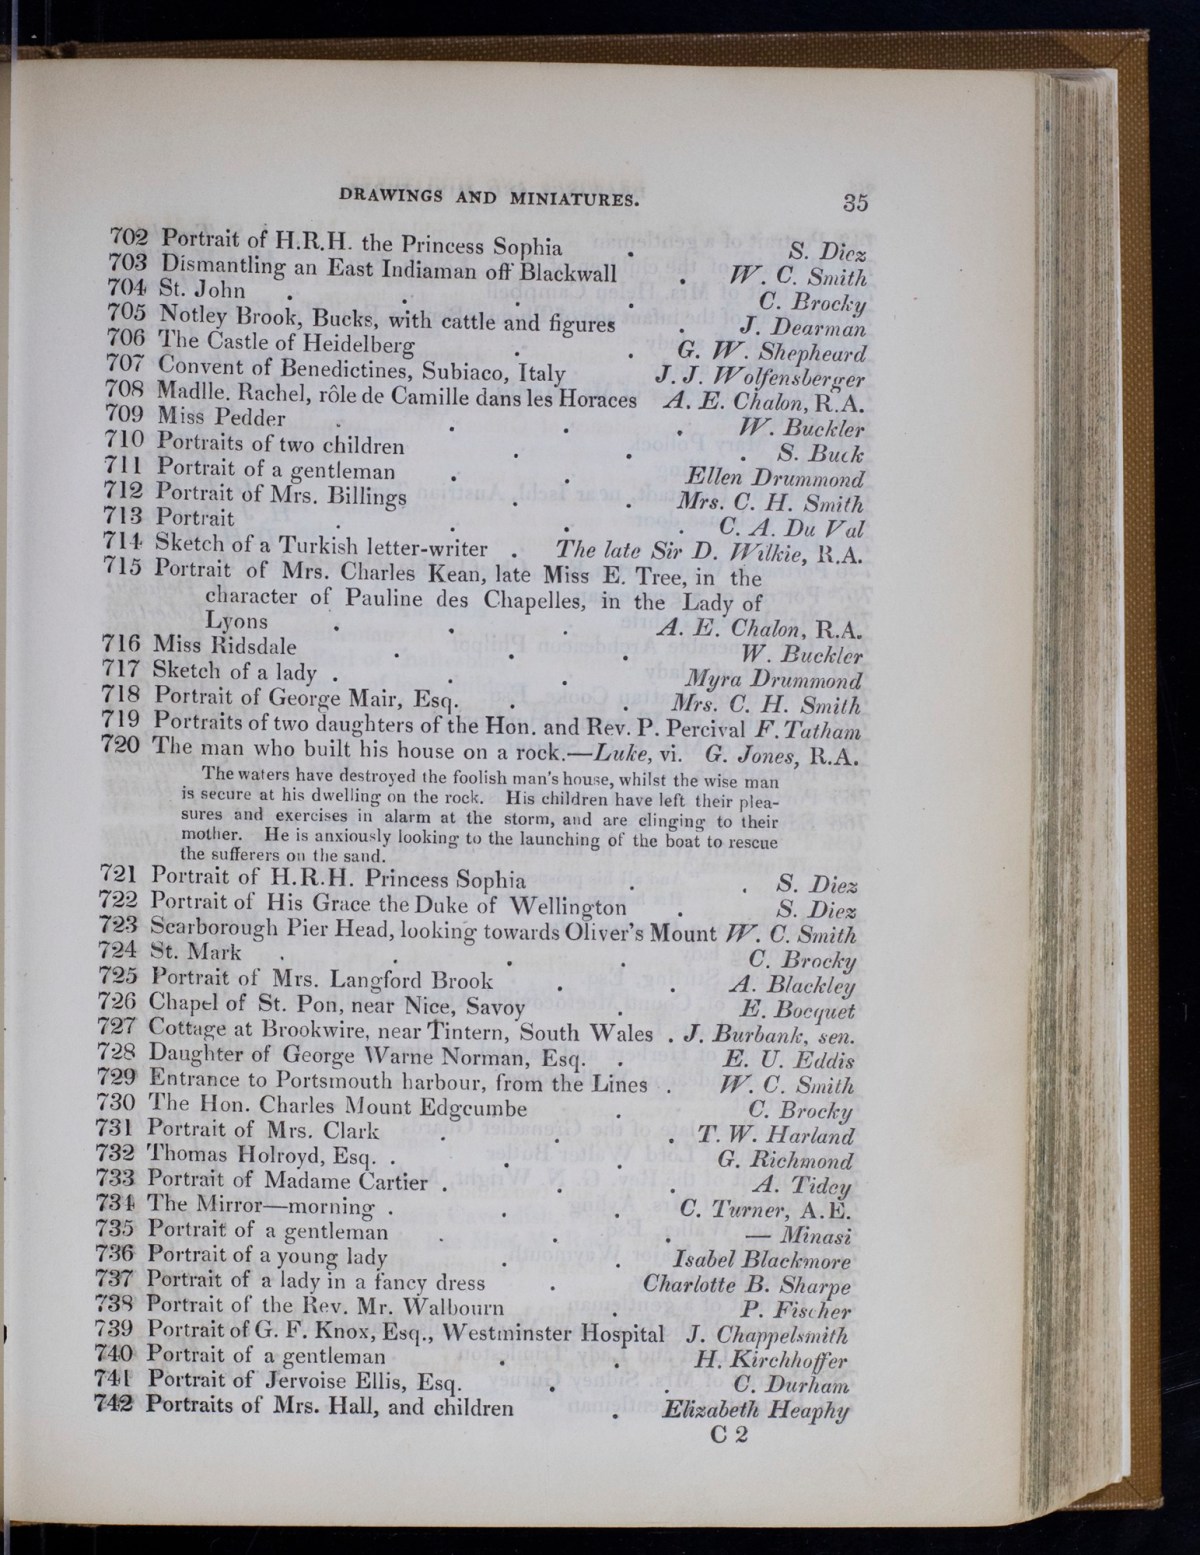 DRAWINGS AND MINIATURES. 35
702 Portrait of H.R.H. the Princess Sophia . S. Diez
703 Dismantling an East Indiaman off Blackwall . W. C. Smith
704 St. John . . . . C. Brocky
705 Notley Brook, Bucks, with cattle and figures . J. Dearman
706 The Castle of Heidelberg . . G. W. Shepheard
707 Convent of Benedictines, Subiaco, Italy J. J. Wolfensberger
708 Madlle. Rachel, rôle de Camille dans les Horaces A. E. Chalon, R.A.
709 Miss Pedder . . . . W. Buckler
710 Portraits of two children . . . S. Buck
711 Portrait of a gentleman . . Ellen Drummond
712 Portrait of Mrs. Billings . . Mrs. C. H. Smith
713 Portrait . . . . C. A. Du Val
714 Sketch of a Turkish letter-writer . The late Sir D. Wilkie, R.A.
715 Portrait of Mrs. Charles Kean, late Miss E. Tree, in the
character of Pauline des Chapelles, in the Lady of
Lyons . . . A. E. Chalon, R.A.
716 Miss Ridsdale . . . W. Buckler
717 Sketch of a lady . . . Myra Drummond
718 Portrait of George Mair, Esq. . . Mrs. C. H. Smith
719 Portraits of two daughters of the Hon. and Rev. P. Percival F. Tatham
720 The man who built his house on a rock.—Luke, vi. G. Jones, R.A.
The waters have destroyed the foolish man's house, whilst the wise man
is secure at his dwelling on the rock. His children have left their plea-
sures and exercises in alarm at the storm, and are clinging to their
mother. He is anxiously looking to the launching of the boat to rescue
the sufferers on the sand.
721 Portrait of H.R.H. Princess Sophia . . S. Diez
722 Portrait of His Grace the Duke of Wellington . S. Diez
723 Scarborough Pier Head, looking towards Oliver's Mount W. C. Smith
724 St. Mark . . . . C. Brocky
725 Portrait of Mrs. Langford Brook . . A. Blackley
726 Chapel of St. Pon, near Nice, Savoy . E. Bocquet
727 Cottage at Brookwire, near Tintern, South Wales . J. Burbank, sen.
728 Daughter of George Warne Norman, Esq. . E. U. Eddis
729 Entrance to Portsmouth harbour, from the Lines . W. C. Smith
730 The Hon. Charles Mount Edgcumbe . C. Brocky
731 Portrait of Mrs. Clark . . . T. W. Harland
732 Thomas Holroyd, Esq. . . . G. Richmond
733 Portrait of Madame Cartier . . . A. Tidey
734 The Mirror—morning . . . C. Turner, A.E.
735 Portrait of a gentleman . . . — Minasi
736 Portrait of a young lady . . Isabel Blackmore
737 Portrait of a lady in a fancy dress . Charlotte B. Sharpe
738 Portrait of the Rev. Mr. Walbourn . . P. Fischer
739 Portrait of G. F. Knox, Esq., Westminster Hospital J. Chappelsmith
740 Portrait of a gentleman . . H. Kirchhoffer
741 Portrait of Jervoise Ellis, Esq. . . C. Durham
742 Portraits of Mrs. Hall, and children . Elizabeth Heaphy
C 2